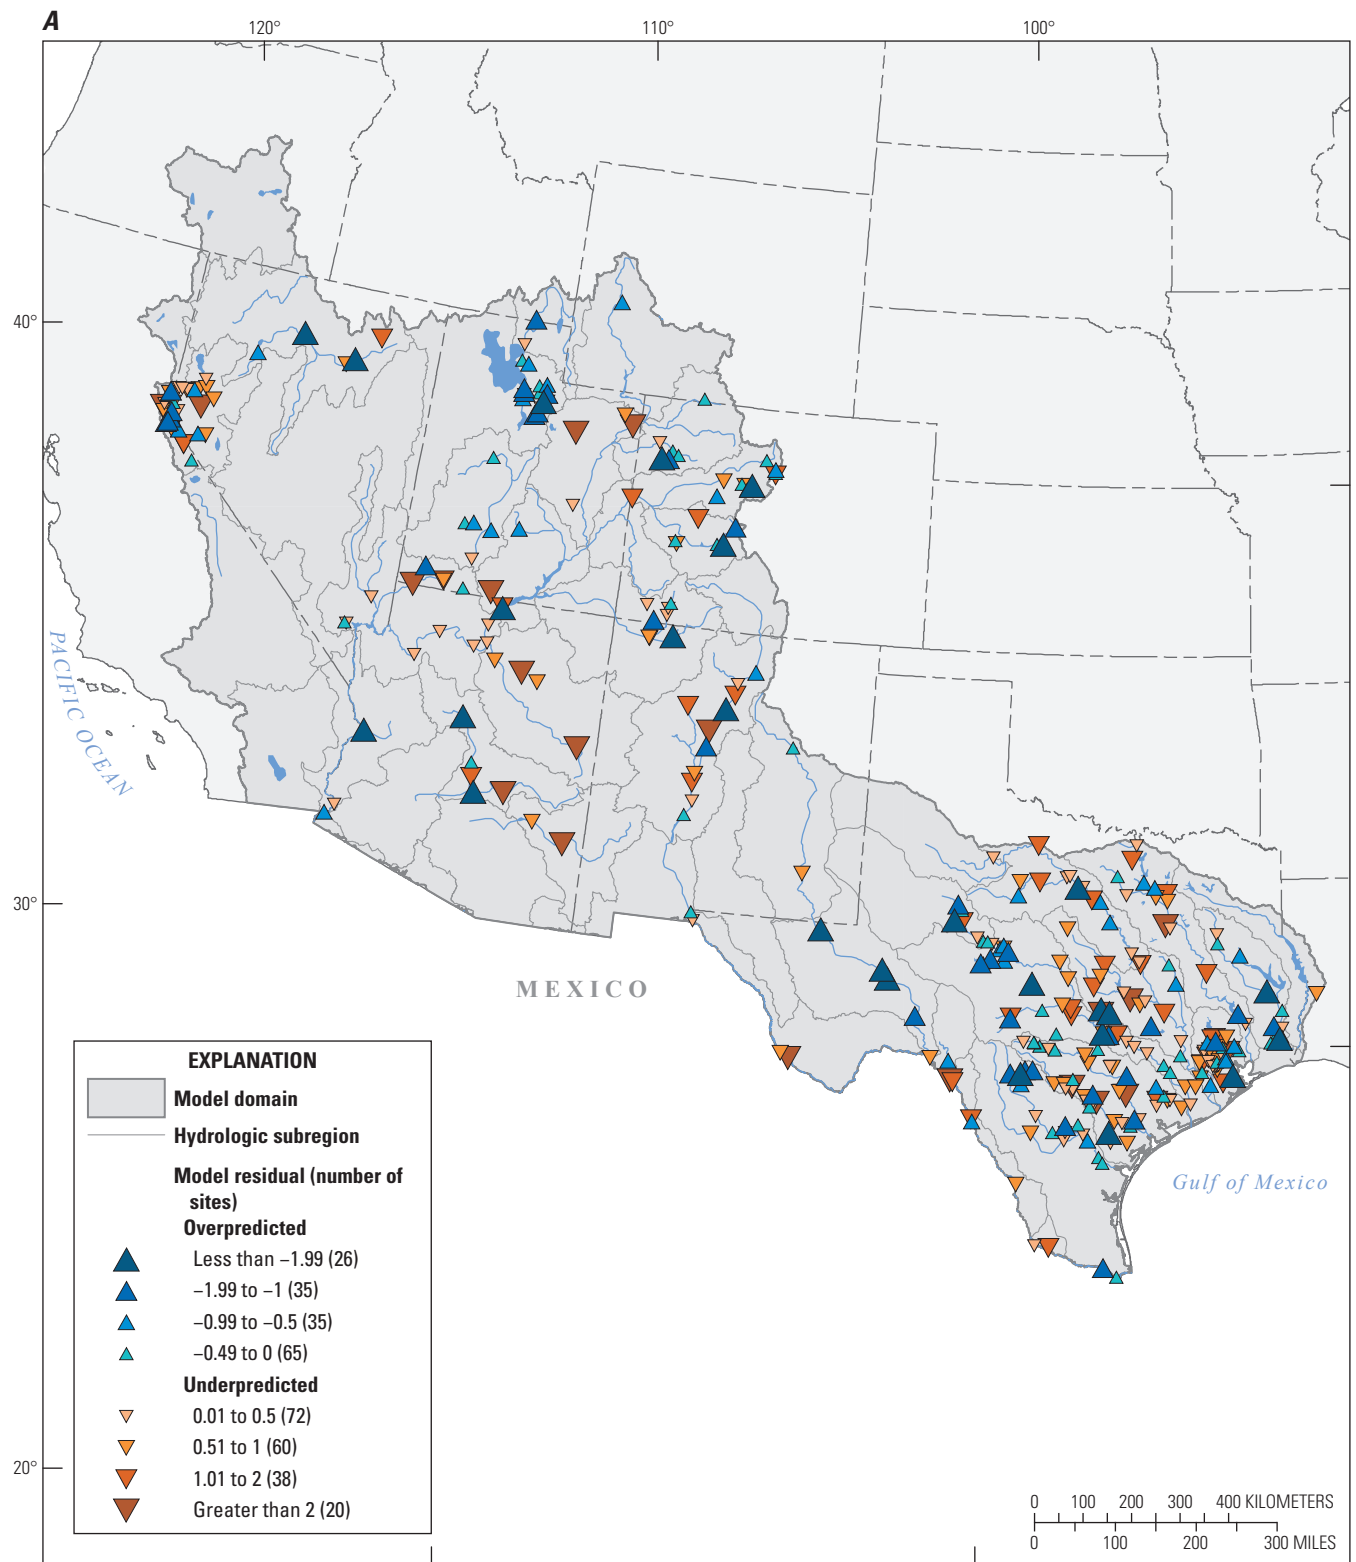 A
120°
110°
100°
40°
30°
20°
PACIFIC OCEAN
MEXICO
Gulf of Mexico
EXPLANATION
Model domain
Hydrologic subregion
Model residual (number of
sites)
Overpredicted
Less than −1.99 (26)
−1.99 to −1 (35)
−0.99 to −0.5 (35)
−0.49 to 0 (65)
Underpredicted
0.01 to 0.5 (72)
0.51 to 1 (60)
1.01 to 2 (38)
Greater than 2 (20)
0 100 200 300 400 KILOMETERS
0 100 200 300 MILES